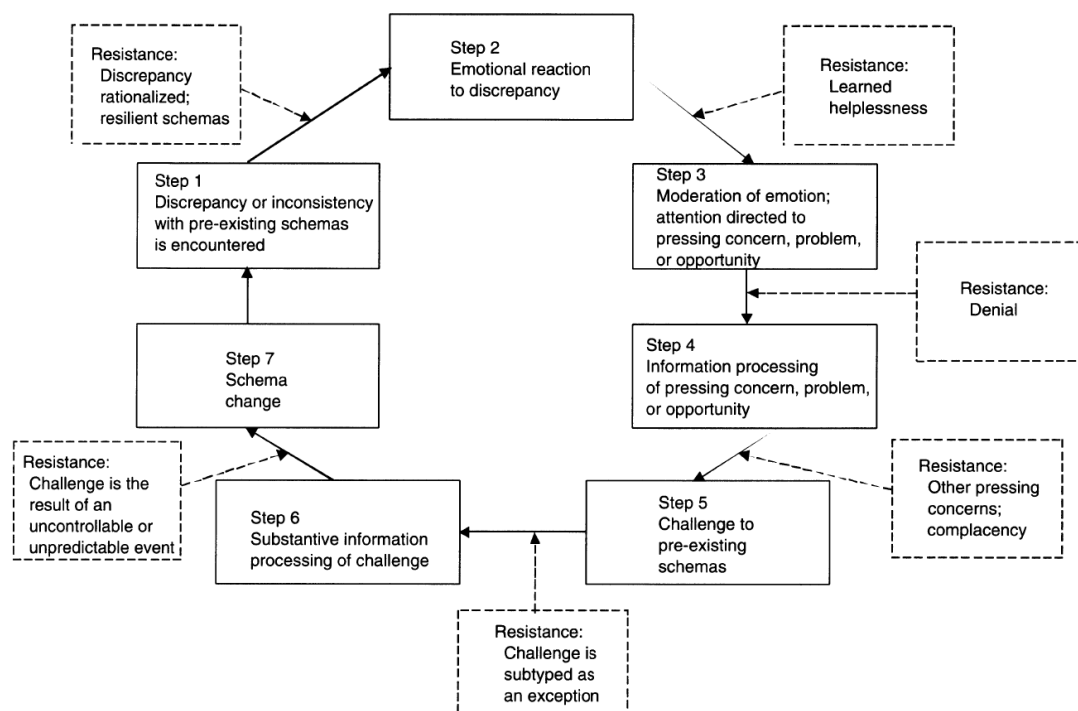 Resistance:
Discrepancy
rationalized;
resilient schemas
Step 2
Emotional reaction
to discrepancy
Resistance:
Learned
helplessness
Step 1
Discrepancy or inconsistency
with pre-existing schemas
is encountered
Step 3
Moderation of emotion;
attention directed to
pressing concern, problem,
or opportunity
Resistance:
Denial
Step 7
Schema
change
Step 4
Information processing
of pressing concern, problem,
or opportunity
Resistance:
Challenge is the
result of an
uncontrollable or
unpredictable event
Step 6
Substantive information
processing of challenge
Step 5
Challenge to
pre-existing
schemas
Resistance:
Other pressing
concerns;
complacency
Resistance:
Challenge is
subtyped as
an exception